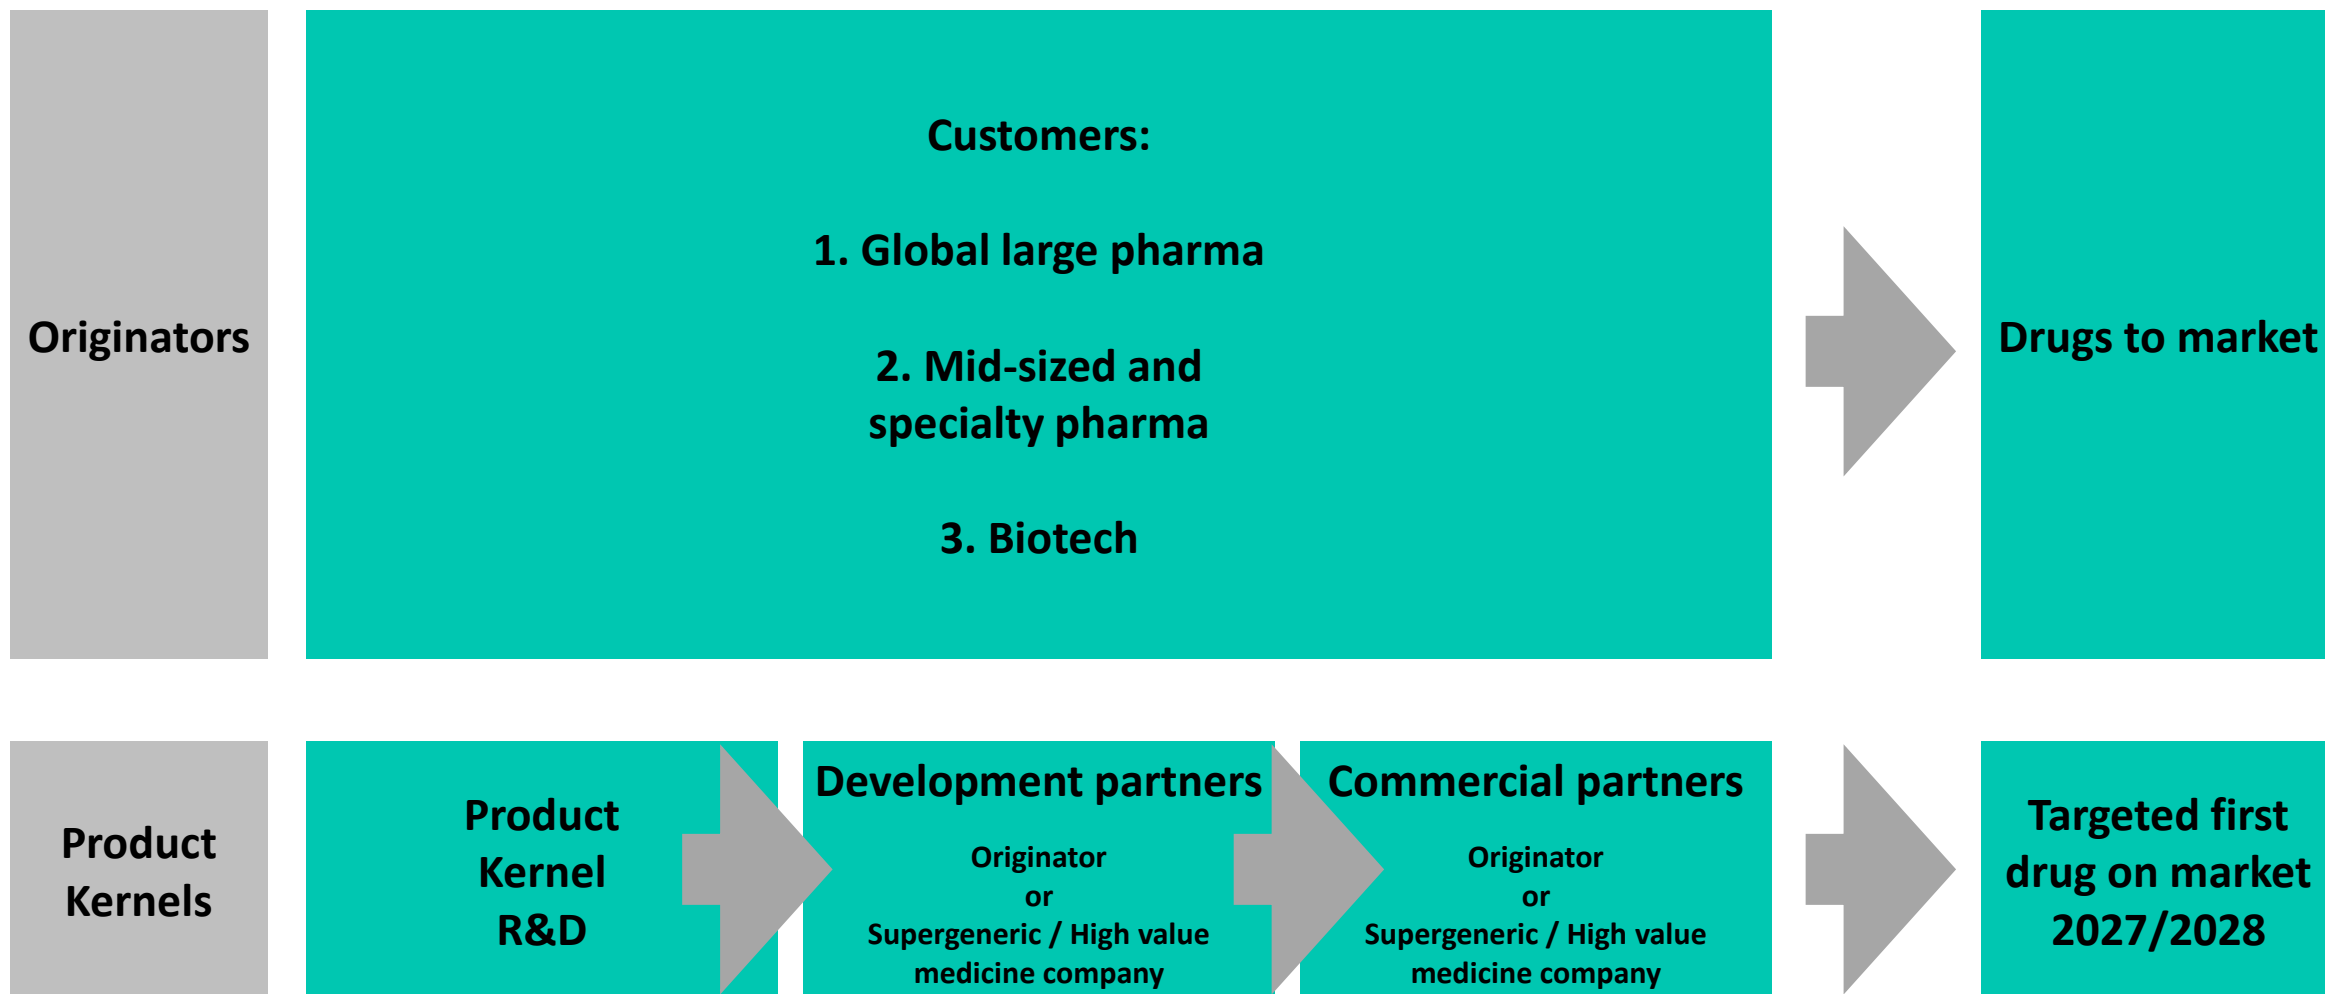 Originators
Customers:
1. Global large pharma
2. Mid-sized and
specialty pharma
3. Biotech
Drugs to market
Product
Kernels
Product
Kernel
R&D
Development partners
Originator
or
Supergeneric / High value
medicine company
Commercial partners
Originator
or
Supergeneric / High value
medicine company
Targeted first
drug on market
2027/2028